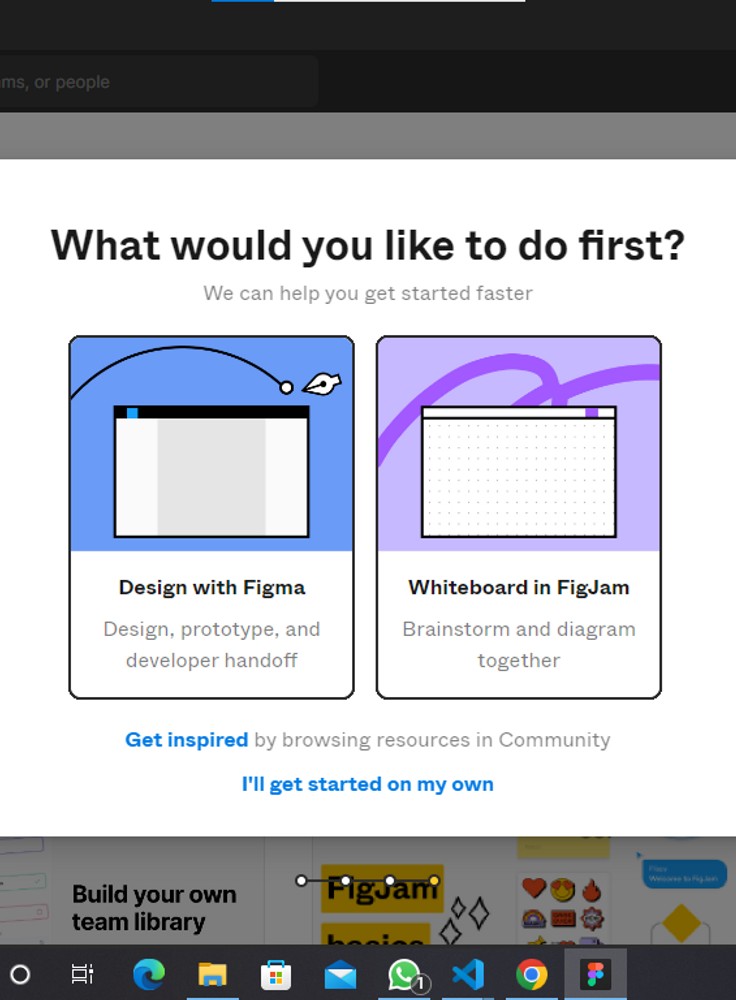 ms, or people
What would you like to do first?
We can help you get started faster
Design with Figma
Design, prototype, and
developer handoff
Whiteboard in FigJam
Brainstorm and diagram
together
Get inspired by browsing resources in Community
I'll get started on my own
Build your own
team library
FigJam
basics
Welcome to FigJam
1